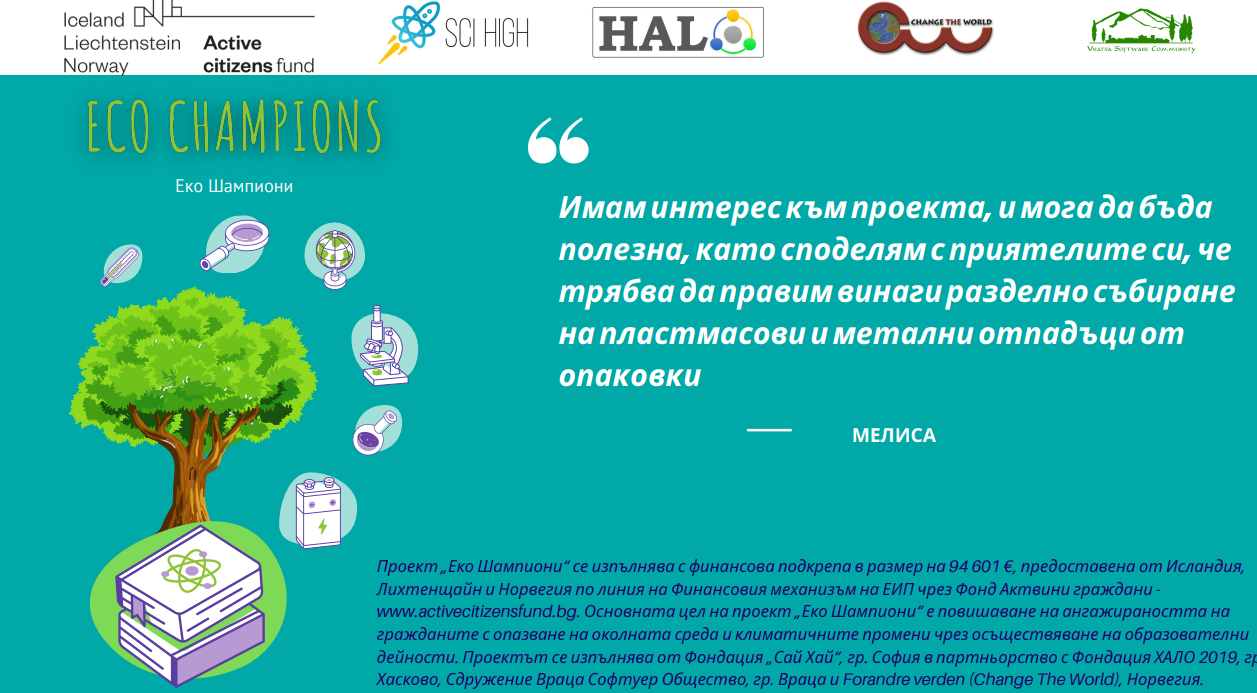 Iceland
Liechtenstein
Norway
Active
citizens fund
SCI HIGH
HALO
CHANGE THE WORLD
Vratsa Software Community
ECO CHAMPIONS
Еко Шампиони
“
Имам интерес към проекта, и мога да бъда
полезна, като споделям с приятелите си, че
трябва да правим винаги разделно събиране
на пластмасови и метални отпадъци от
опаковки
МЕЛИСА
Проект „Еко Шампиони“ се изпълнява с финансова подкрепа в размер на 94 601 €, предоставена от Исландия,
Лихтенщайн и Норвегия по линия на Финансовия механизъм на ЕИП чрез Фонд Актвини граждани -
www.activecitizensfund.bg. Основната цел на проект „Еко Шампиони“ е повишаване на ангажираността на
гражданите с опазване на околната среда и климатичните промени чрез осъществяване на образователни
дейности. Проектът се изпълнява от Фондация „Сай Хай“, гр. София в партньорство с Фондация ХАЛО 2019, гр
Хасково, Сдружение Враца Софтуер Общество, гр. Враца и Forandre verden (Change The World), Норвегия.